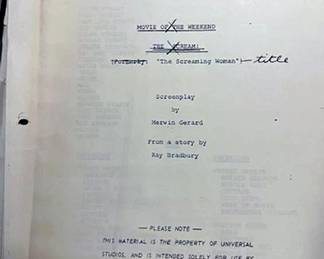 MOVIE OF THE WEEKEND
THE SCREAM!
(Formerly: "The Screaming Woman") — title
Screenplay
by
Merwin Gerard
From a story by
Ray Bradbury
— PLEASE NOTE —
THIS MATERIAL IS THE PROPERTY OF UNIVERSAL
STUDIOS, AND IS INTENDED SOLELY FOR USE BY